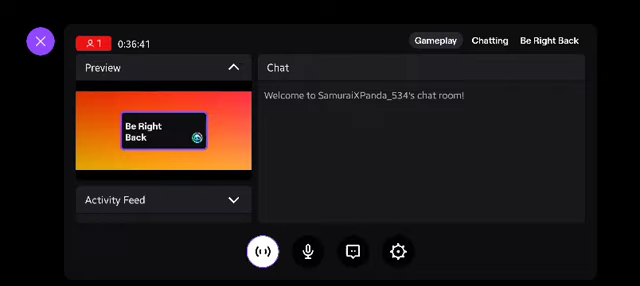 1 0:36:41 Gameplay Chatting Be Right Back
Preview
Chat
Welcome to SamuraiXPanda_534's chat room!
Be Right
Back
Activity Feed